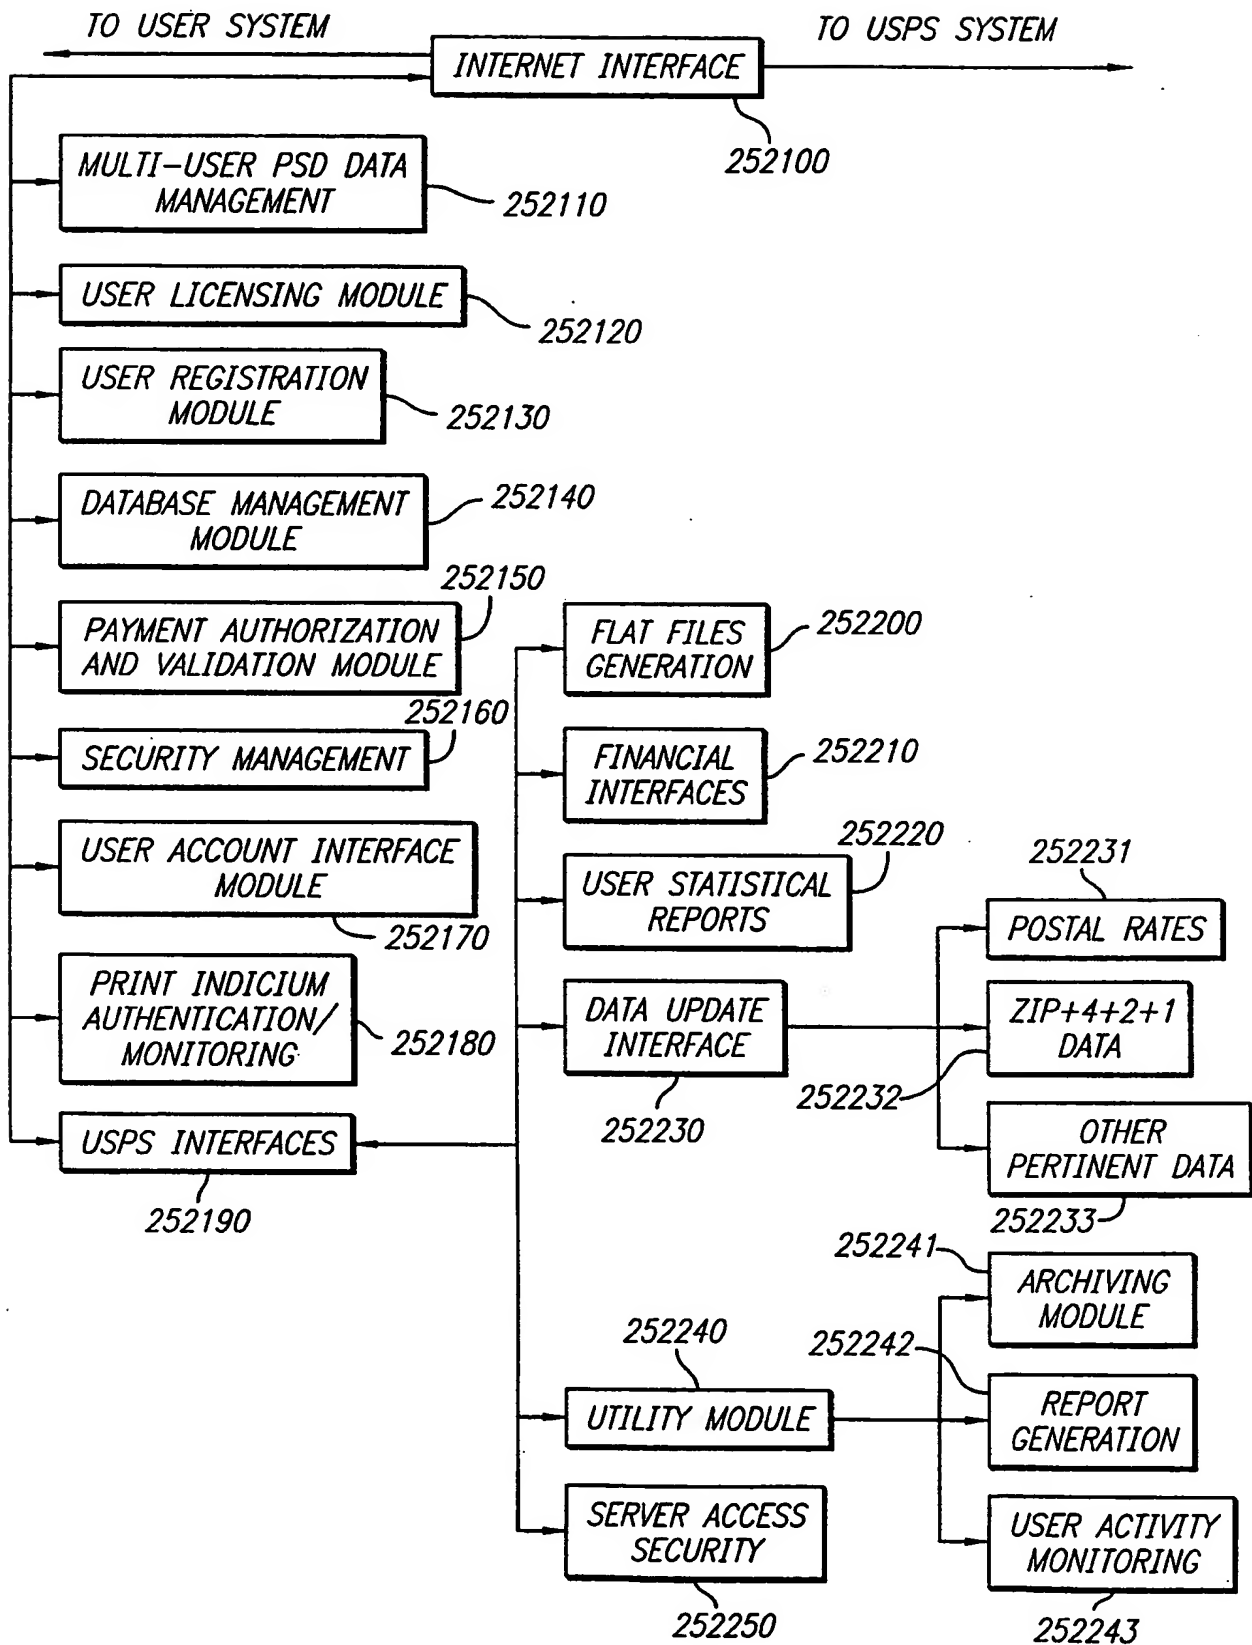 TO USER SYSTEM
TO USPS SYSTEM
INTERNET INTERFACE
252100
MULTI-USER PSD DATA
MANAGEMENT
252110
USER LICENSING MODULE
252120
USER REGISTRATION
MODULE
252130
DATABASE MANAGEMENT
MODULE
252140
252150
PAYMENT AUTHORIZATION
AND VALIDATION MODULE
252160
SECURITY MANAGEMENT
USER ACCOUNT INTERFACE
MODULE
252170
PRINT INDICIUM
AUTHENTICATION/
MONITORING
252180
USPS INTERFACES
252190
FLAT FILES
GENERATION
252200
FINANCIAL
INTERFACES
252210
252220
USER STATISTICAL
REPORTS
DATA UPDATE
INTERFACE
252230
252231
POSTAL RATES
ZIP+4+2+1
DATA
252232
OTHER
PERTINENT DATA
252233
252240
UTILITY MODULE
252241
ARCHIVING
MODULE
252242
REPORT
GENERATION
USER ACTIVITY
MONITORING
252243
SERVER ACCESS
SECURITY
252250